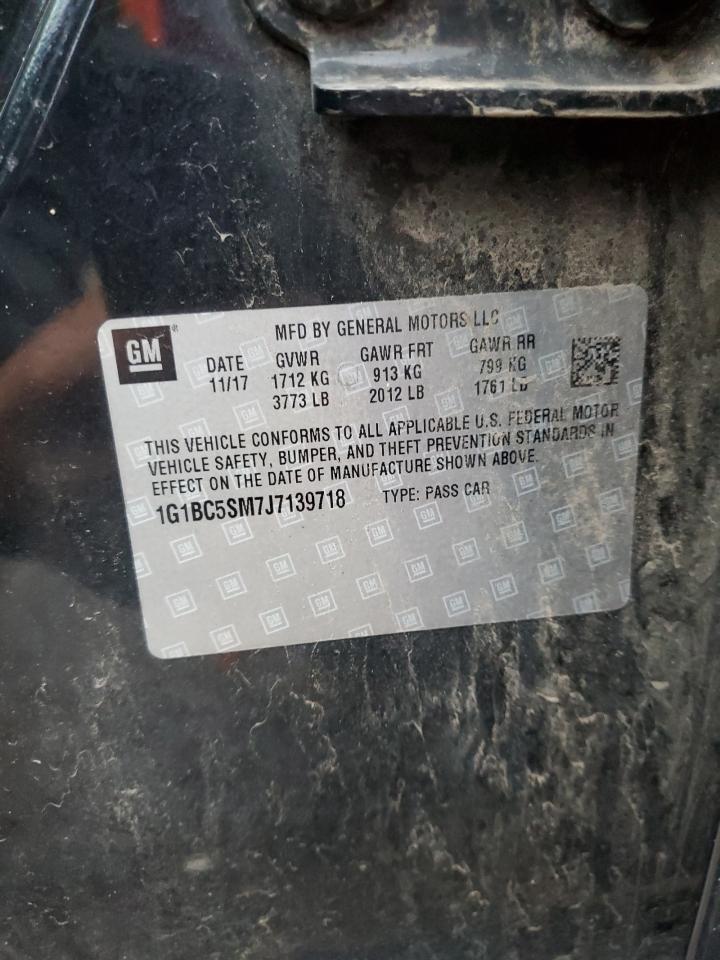 GM
MFD BY GENERAL MOTORS LLC
DATE GVWR GAWR FRT GAWR RR
11/17 1712 KG 913 KG 799 KG
3773 LB 2012 LB 1761 LB
THIS VEHICLE CONFORMS TO ALL APPLICABLE U.S. FEDERAL MOTOR
VEHICLE SAFETY, BUMPER, AND THEFT PREVENTION STANDARDS IN
EFFECT ON THE DATE OF MANUFACTURE SHOWN ABOVE.
1G1BC5SM7J7139718 TYPE: PASS CAR